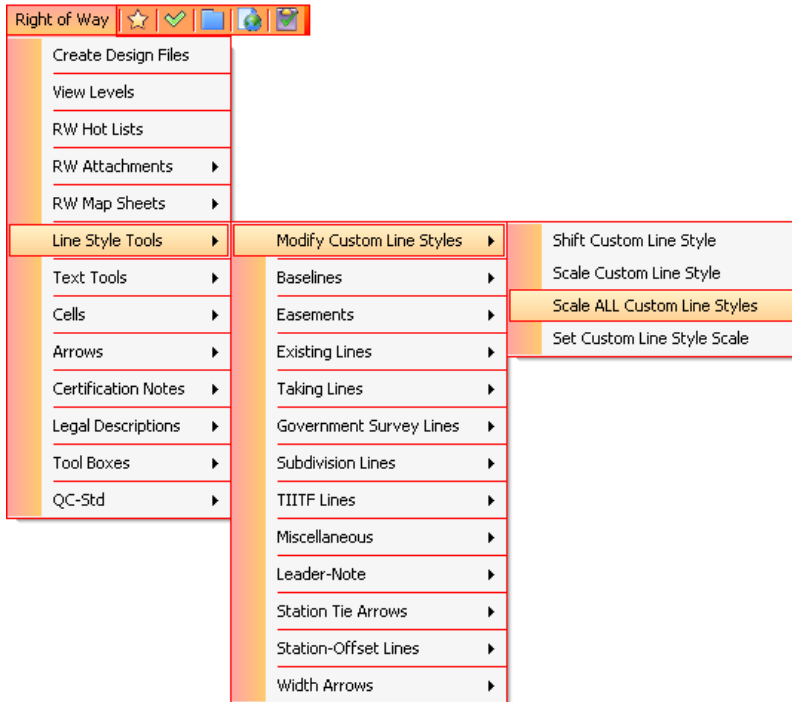 Right of Way
Create Design Files
View Levels
RW Hot Lists
RW Attachments
RW Map Sheets
Line Style Tools
Text Tools
Cells
Arrows
Certification Notes
Legal Descriptions
Tool Boxes
QC-Std
Modify Custom Line Styles
Baselines
Easements
Existing Lines
Taking Lines
Government Survey Lines
Subdivision Lines
TIITF Lines
Miscellaneous
Leader-Note
Station Tie Arrows
Station-Offset Lines
Width Arrows
Shift Custom Line Style
Scale Custom Line Style
Scale ALL Custom Line Styles
Set Custom Line Style Scale